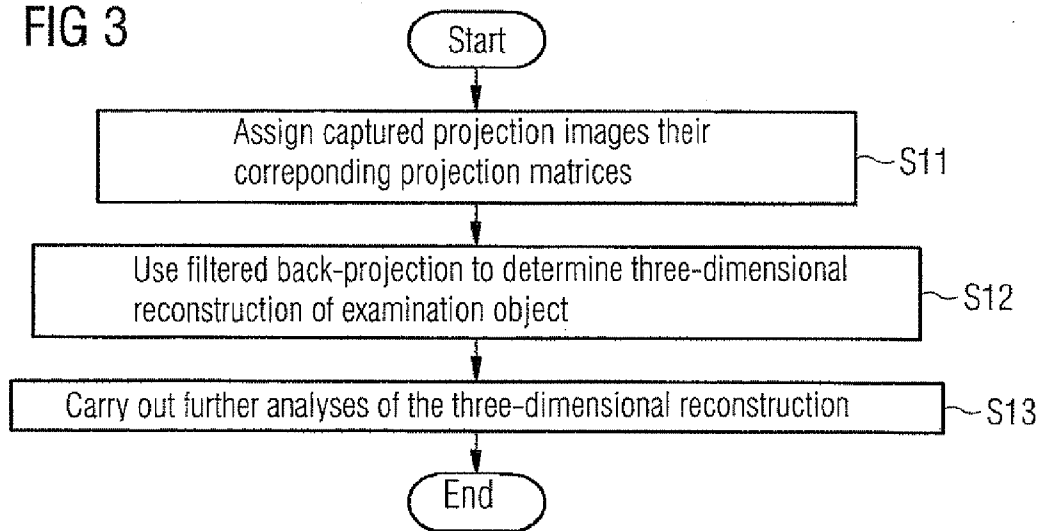 FIG 3
Start
Assign captured projection images their
correponding projection matrices
S11
Use filtered back-projection to determine three-dimensional
reconstruction of examination object
S12
Carry out further analyses of the three-dimensional reconstruction
S13
End